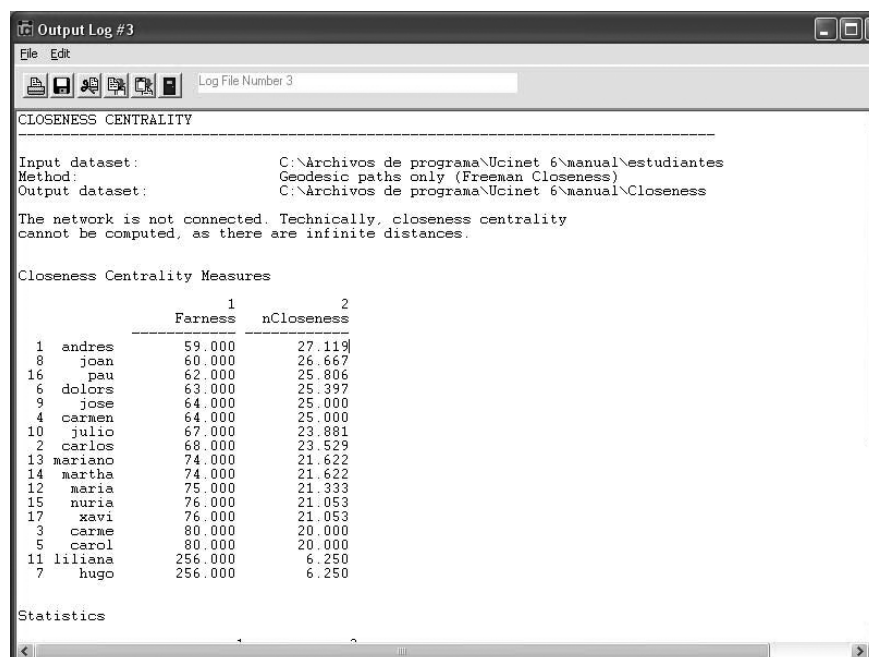 Output Log #3
File Edit
Log File Number 3
CLOSENESS CENTRALITY
--------------------------------------------------------------------------------
Input dataset: C:\Archivos de programa\Ucinet 6\manual\estudiantes
Method: Geodesic paths only (Freeman Closeness)
Output dataset: C:\Archivos de programa\Ucinet 6\manual\Closeness
The network is not connected. Technically, closeness centrality
cannot be computed, as there are infinite distances.
Closeness Centrality Measures
1 2
Farness nCloseness
------------ ------------
1 andres 59.000 27.119
8 joan 60.000 26.667
16 pau 62.000 25.806
6 dolors 63.000 25.397
9 jose 64.000 25.000
4 carmen 64.000 25.000
10 julio 67.000 23.881
2 carlos 68.000 23.529
13 mariano 74.000 21.622
14 martha 74.000 21.622
12 maria 75.000 21.333
15 nuria 76.000 21.053
17 xavi 76.000 21.053
3 carme 80.000 20.000
5 carol 80.000 20.000
11 liliana 256.000 6.250
7 hugo 256.000 6.250
Statistics